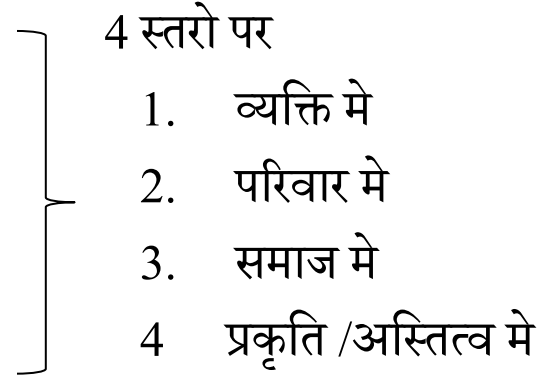 4 स्तरो पर
1. व्यक्ति मे
2. परिवार मे
3. समाज मे
4 प्रकृति /अस्तित्व मे